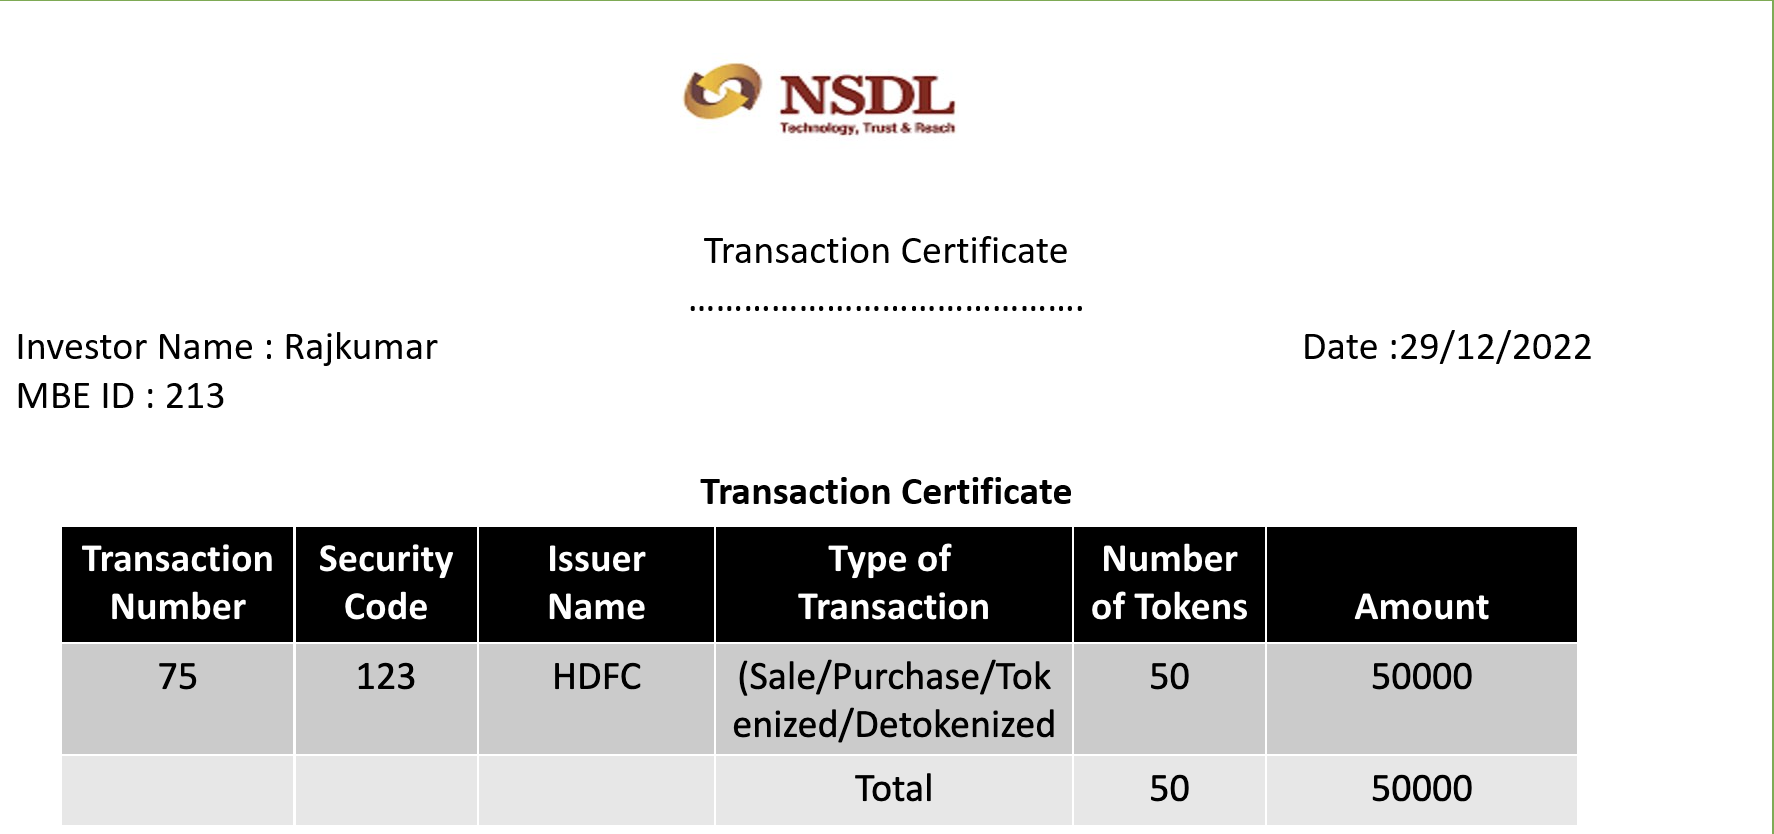 NSDL
Technology, Trust & Reach
Transaction Certificate
.......................................
Investor Name : Rajkumar
Date :29/12/2022
MBE ID : 213
Transaction Certificate
Transaction Number
Security Code
Issuer Name
Type of Transaction
Number of Tokens
Amount
75
123
HDFC
(Sale/Purchase/Tok
enized/Detokenized
50
50000
Total
50
50000